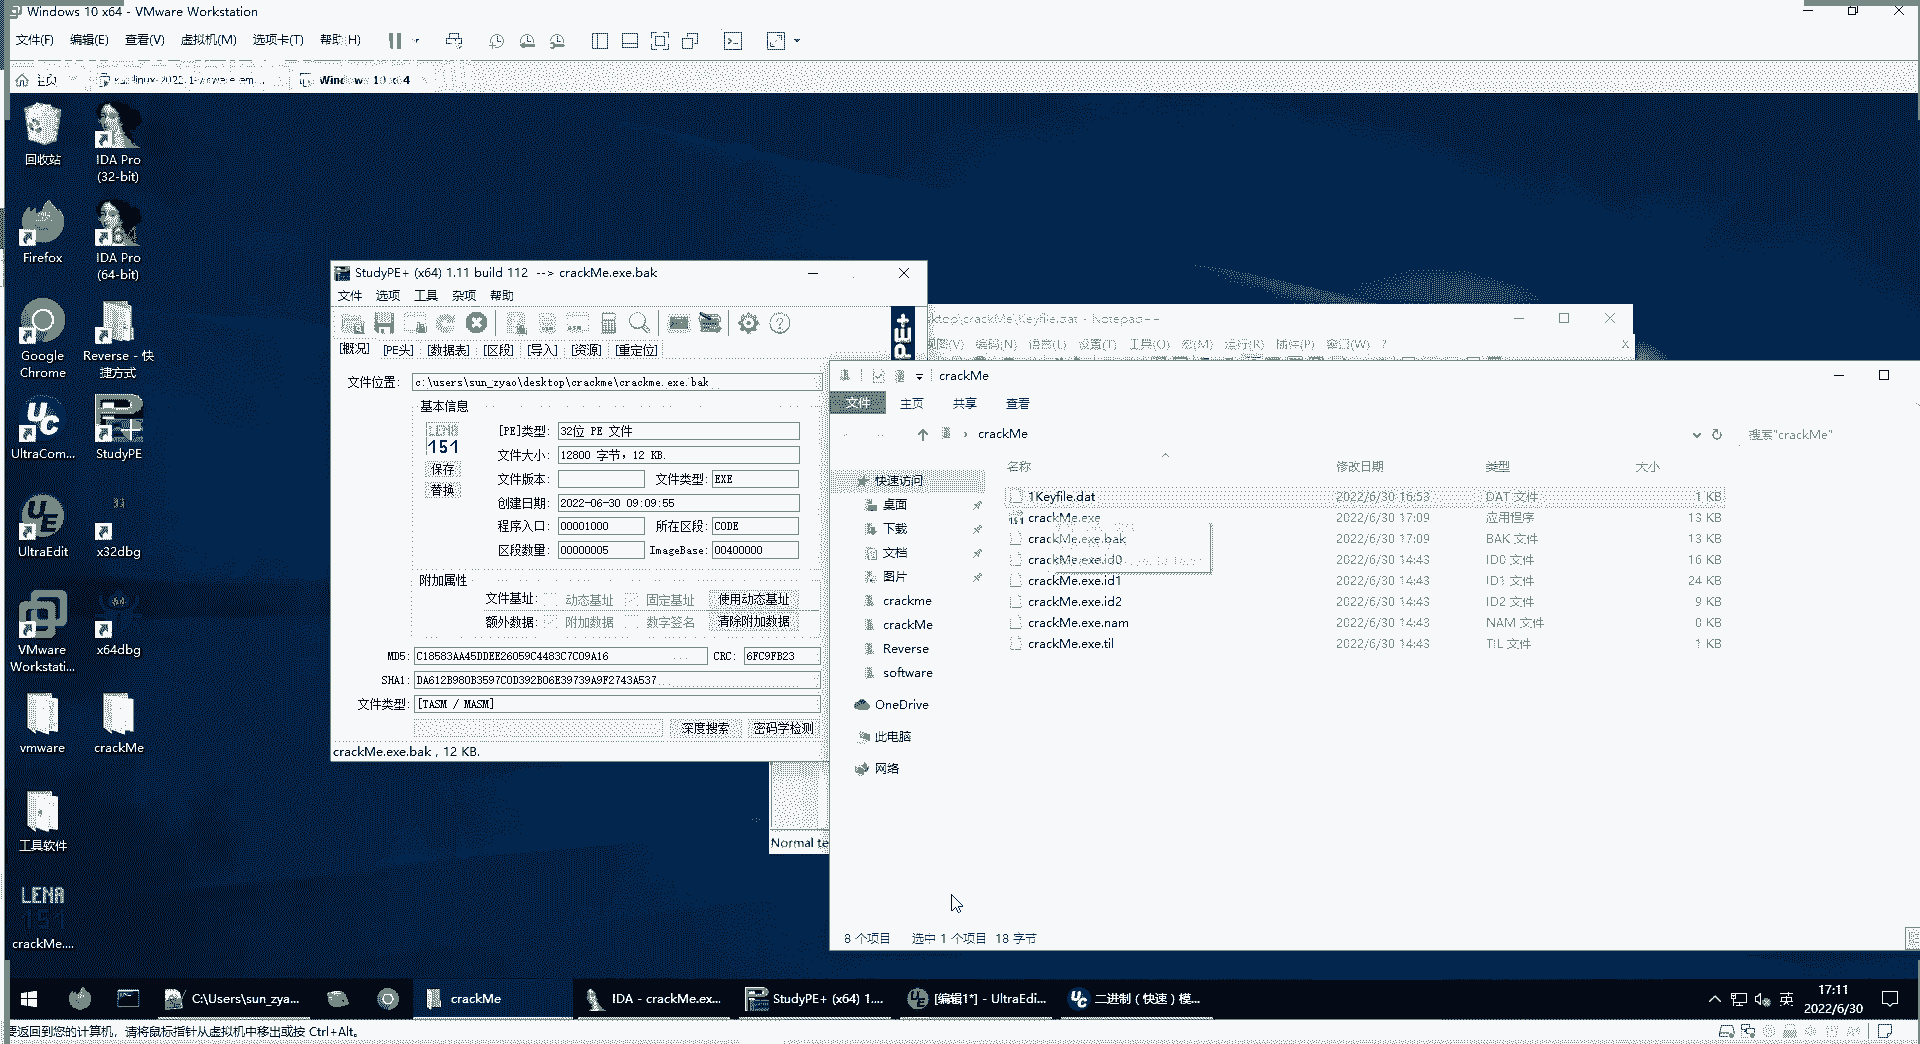 Windows 10 x64 - VMware Workstation
文件(F) 编辑(E) 查看(V) 虚拟机(M) 选项卡(T) 帮助(H)
主页 Windows 10 x64
回收站
IDA Pro
(32-bit)
Firefox
IDA Pro
(64-bit)
Google
Chrome
Reverse - 快
捷方式
UltraCom...
StudyPE
UltraEdit
x32dbg
VMware
Workstati...
x64dbg
vmware
crackMe
工具软件
LENA
151
crackMe....
StudyPE+ (x64) 1.11 build 112 --> crackMe.exe.bak
文件 选项 工具 杂项 帮助
PE+
[概况] [PE头] [数据表] [区段] [导入] [资源] [重定位]
文件位置: c:\users\sun_zyao\desktop\crackme\crackme.exe.bak
基本信息
LENA
151
保存
替换
[PE]类型: 32位 PE 文件
文件大小: 12800 字节, 12 KB.
文件版本: 文件类型: EXE
创建日期: 2022-06-30 09:09:55
程序入口: 00001000 所在区段: CODE
区段数量: 00000005 ImageBase: 00400000
附加属性
文件基址: 动态基址 固定基址 使用动态基址
额外数据: 附加数据 数字签名 清除附加数据
MD5: C18583AA45DDEE26059C4483C7C09A16 ... CRC: 6FC9FB23
SHA1: DA612B980B3597C0D392B06E39739A9F2743A537...
文件类型: [TASM / MASM]
深度搜索 密码学检测
crackMe.exe.bak , 12 KB.
ktop\crackMe\Keyfile.dat - Notepad++
视图(V) 编码(N) 语言(L) 设置(T) 工具(O) 宏(M) 运行(R) 插件(P) 窗口(W) ? X
Normal te
crackMe
文件 主页 共享 查看
crackMe
搜索"crackMe"
名称 修改日期 类型 大小
1Keyfile.dat 2022/6/30 16:53 DAT 文件 1 KB
crackMe.exe 2022/6/30 17:09 应用程序 13 KB
crackMe.exe.bak 2022/6/30 17:09 BAK 文件 13 KB
crackMe.exe.id0 2022/6/30 14:43 ID0 文件 16 KB
crackMe.exe.id1 2022/6/30 14:43 ID1 文件 24 KB
crackMe.exe.id2 2022/6/30 14:43 ID2 文件 9 KB
crackMe.exe.nam 2022/6/30 14:43 NAM 文件 0 KB
crackMe.exe.til 2022/6/30 14:43 TIL 文件 1 KB
快速访问
桌面
下载
文档
图片
crackme
crackMe
Reverse
software
OneDrive
此电脑
网络
8 个项目 选中 1 个项目 18 字节
C:\Users\sun_zya...
crackMe
IDA - crackMe.ex...
StudyPE+ (x64) 1....
[编辑1*] - UltraEdi...
二进制 (快速) 模...
英
17:11
2022/6/30
要返回到您的计算机，请将鼠标指针从虚拟机中移出或按 Ctrl+Alt。